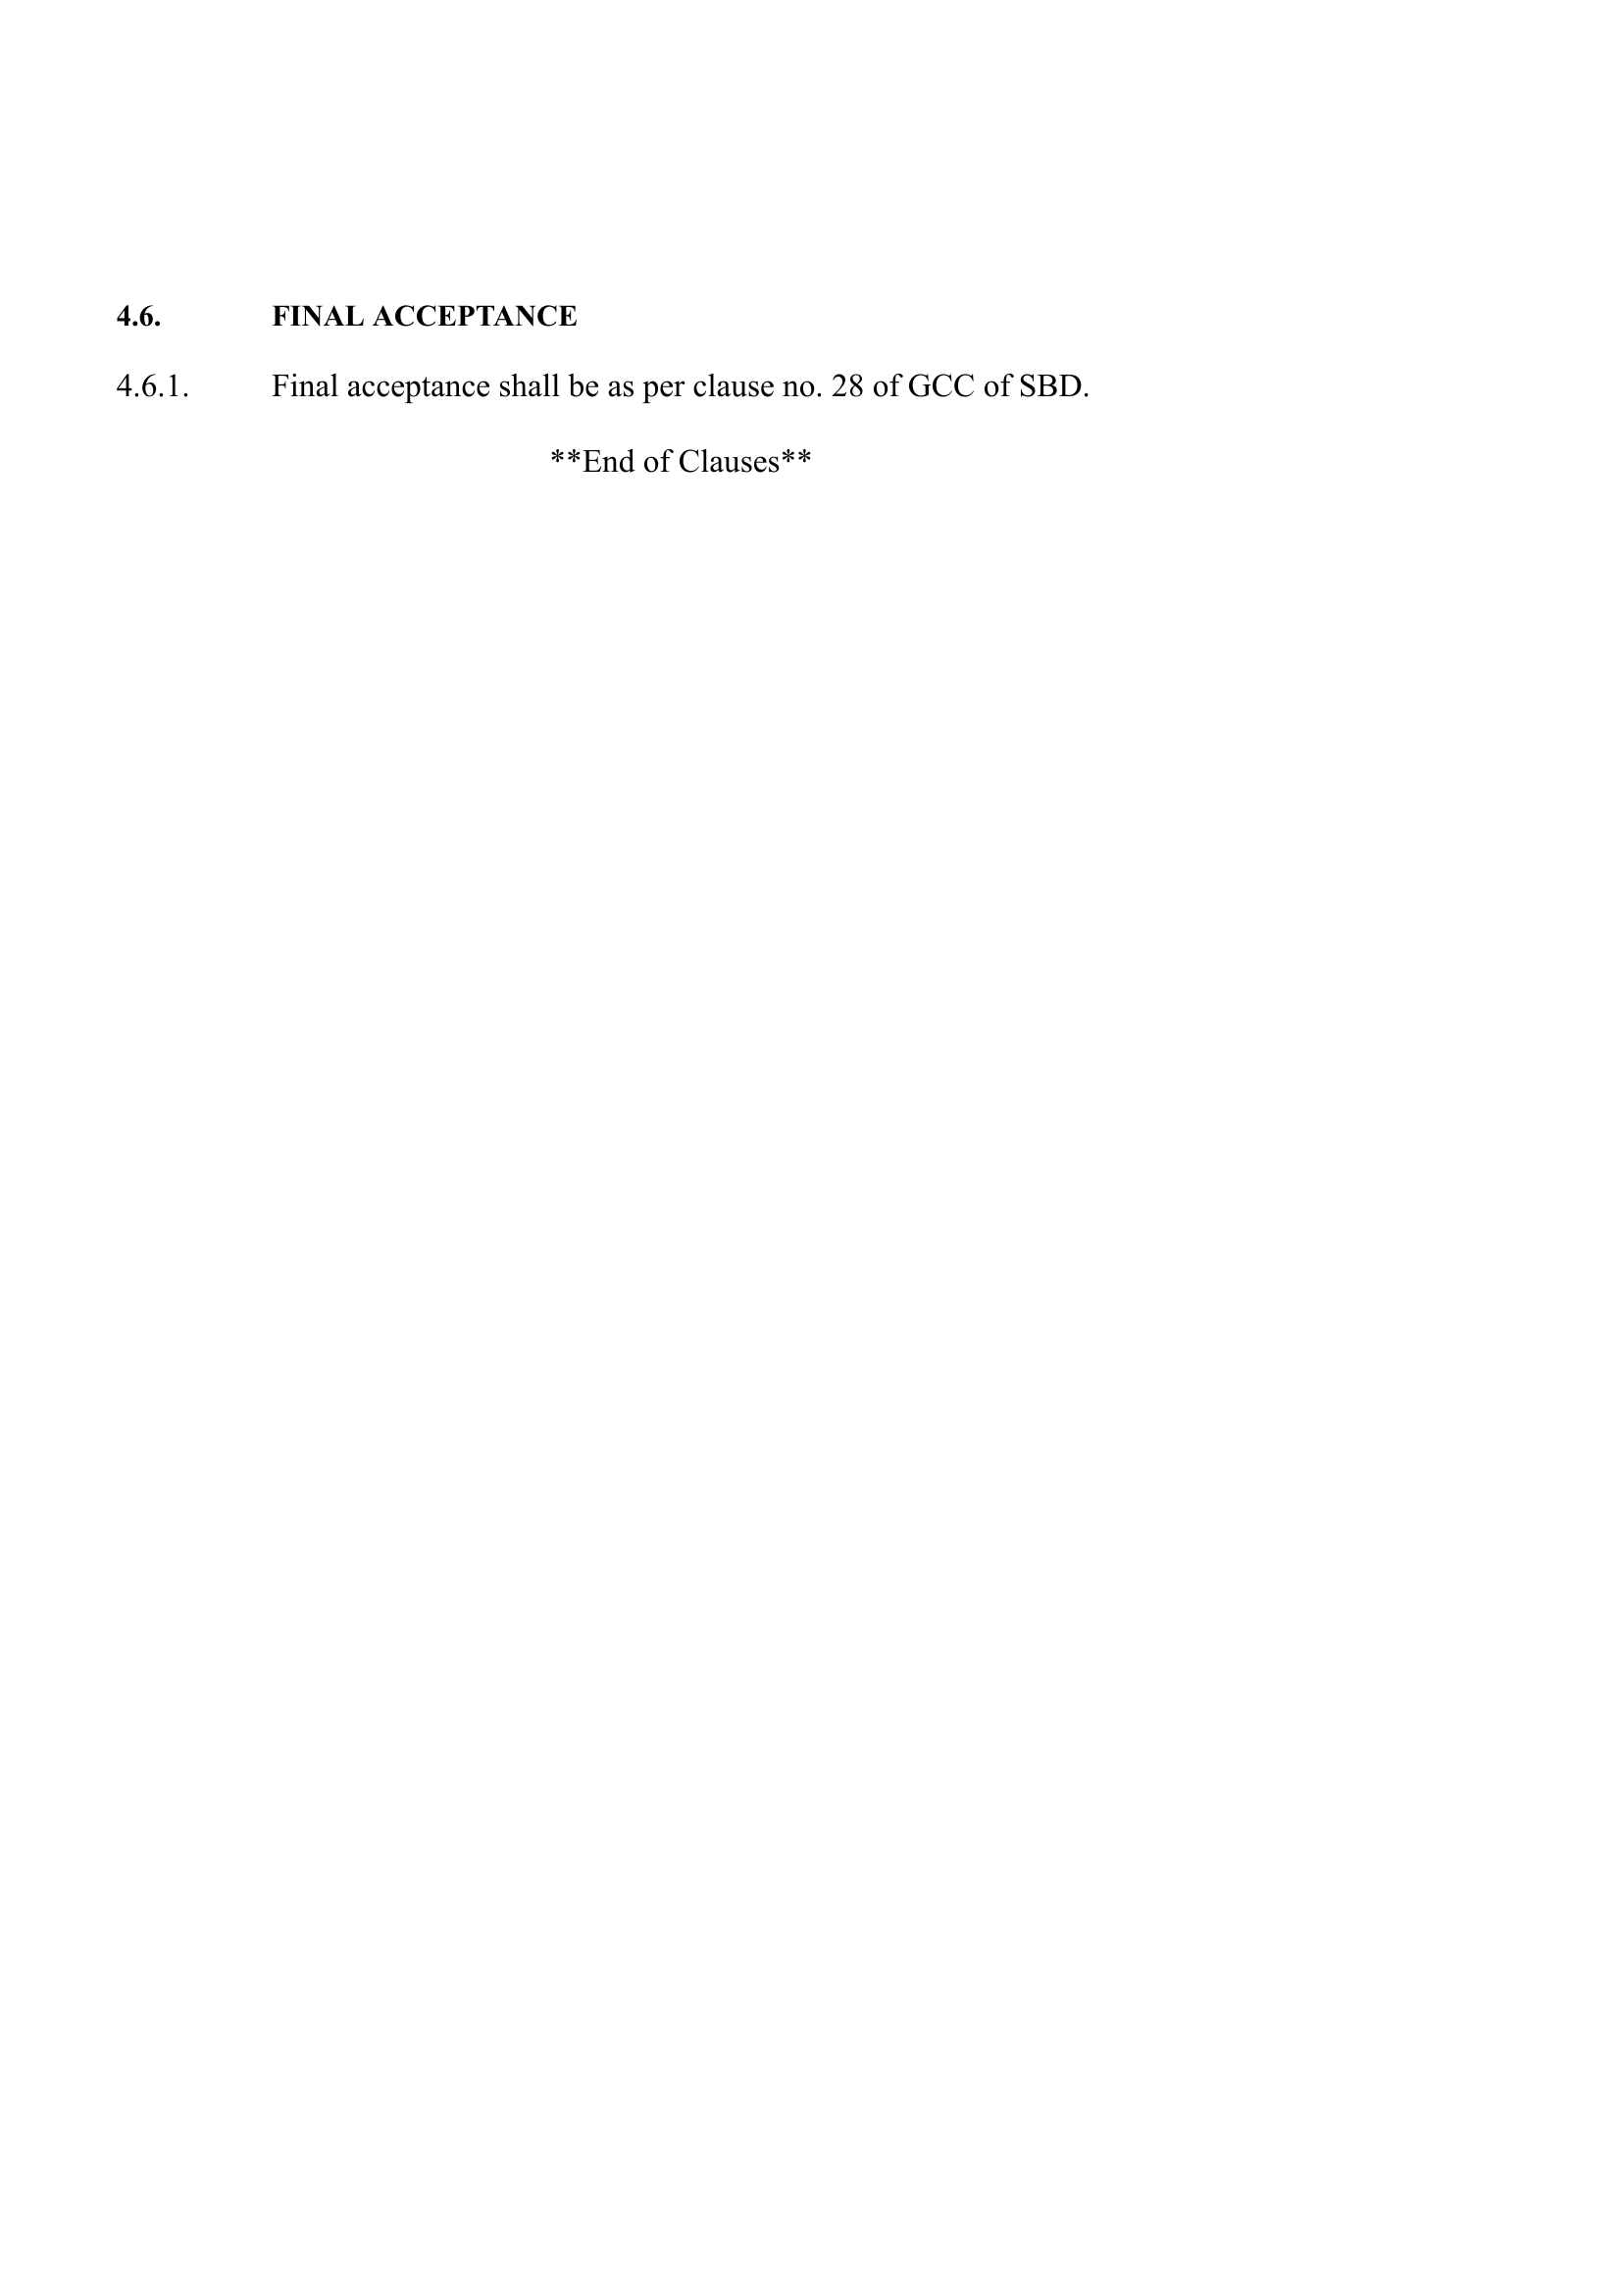 4.6. FINAL ACCEPTANCE
4.6.1. Final acceptance shall be as per clause no. 28 of GCC of SBD.
**End of Clauses**